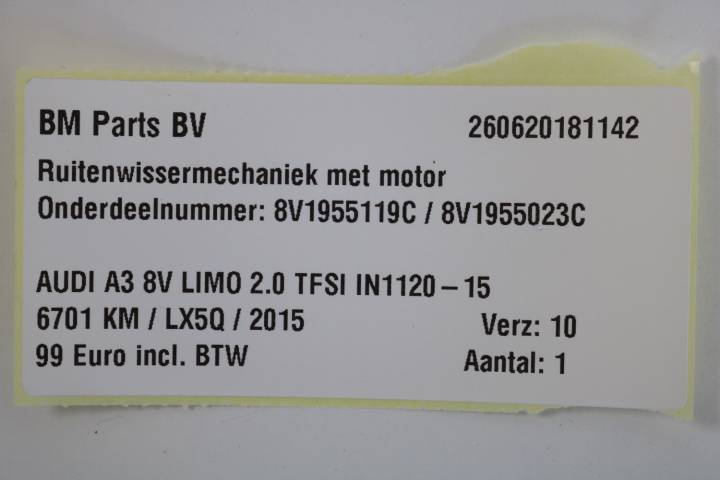 BM Parts BV 260620181142
Ruitenwissermechaniek met motor
Onderdeelnummer: 8V1955119C / 8V1955023C
AUDI A3 8V LIMO 2.0 TFSI IN1120 – 15
6701 KM / LX5Q / 2015 Verz: 10
99 Euro incl. BTW Aantal: 1